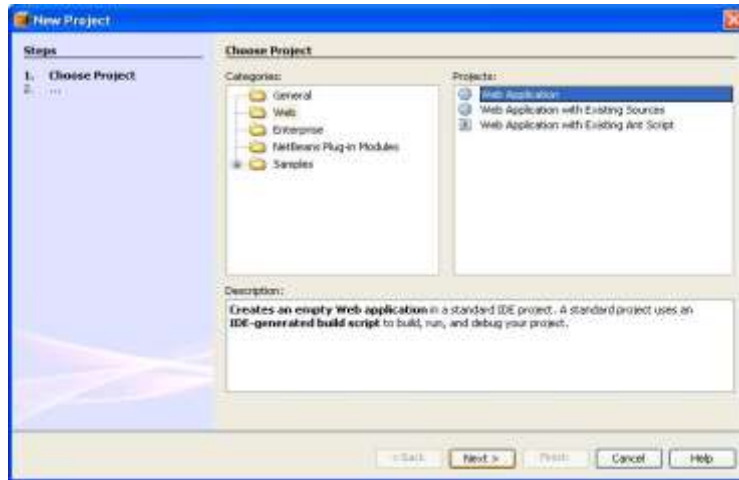 New Project
Steps
1. Choose Project
2. ...
Choose Project
Categories:
General
Web
Enterprise
NetBeans Plug-in Modules
Samples
Projects:
Web Application
Web Application with Existing Sources
Web Application with Existing Ant Script
Description:
Creates an empty Web application in a standard IDE project. A standard project uses an
IDE-generated build script to build, run, and debug your project.
< Back
Next >
Finish
Cancel
Help